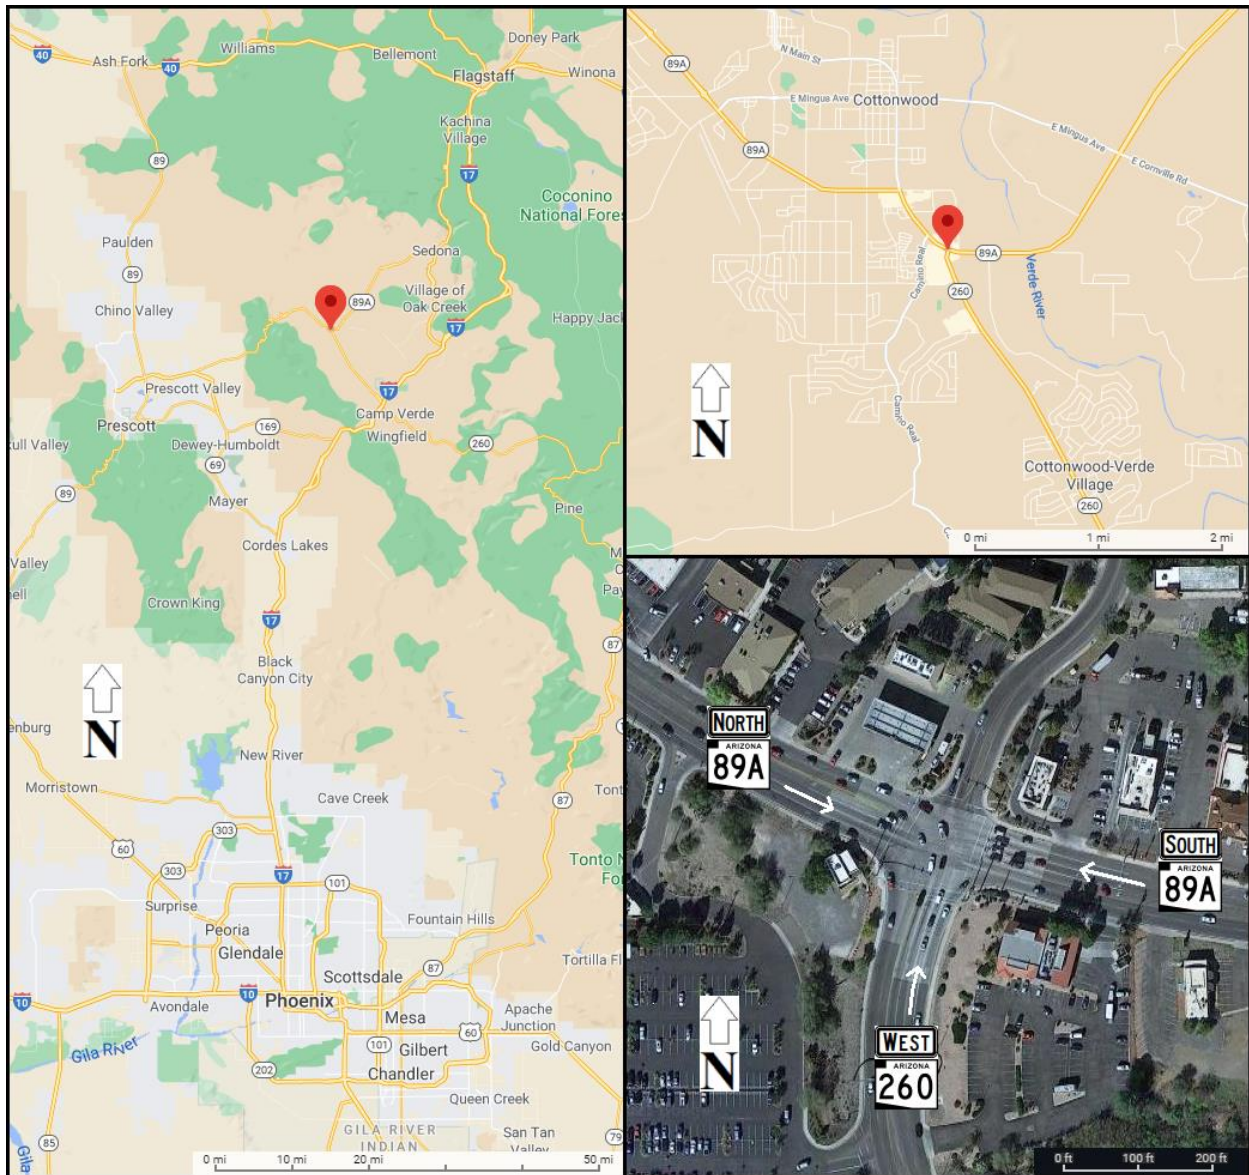 40
Williams
Ash Fork
40
Bellemont
Doney Park
Flagstaff
Winona
Kachina
Village
89
17
Coconino
National Fores
Paulden
89
Sedona
Village of
Oak Creek
89A
Chino Valley
17
Happy Jack
Prescott Valley
17
Prescott
Camp Verde
Wingfield
169
Dewey-Humboldt
260
kull Valley
69
89
Mayer
Pine
Cordes Lakes
Valley
nell
Crown King
17
87
Black
Canyon City
N
enburg
New River
Morristown
Cave Creek
87
303
60
Tonto N
303
17
101
Surprise
Fountain Hills
Peoria
Glendale
Scottsdale
87
Tortilla Fl
10
10
Phoenix
Avondale
Mesa
Apache
Junction
60
101
Gilbert
Gold Canyon
Gila River
202
Chandler
Queen Creek
GILA RIVER
INDIAN
San Tan
Valley
85
79
0 mi 10 mi 20 mi 50 mi
89A
N Main St
Cottonwood
E Mingus Ave
89A
E Mingus Ave
E Cornville Rd
89A
Camino Real
260
Verde River
N
Camino Real
Cottonwood-Verde
Village
260
0 mi 1 mi 2 mi
NORTH
ARIZONA
89A
SOUTH
ARIZONA
89A
N
WEST
ARIZONA
260
0 ft 100 ft 200 ft